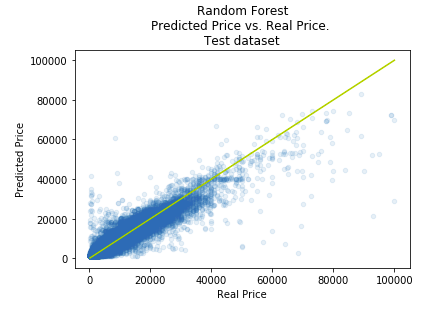 Random Forest
Predicted Price vs. Real Price.
Test dataset
100000
80000
60000
40000
20000
0
Predicted Price
0 20000 40000 60000 80000 100000
Real Price